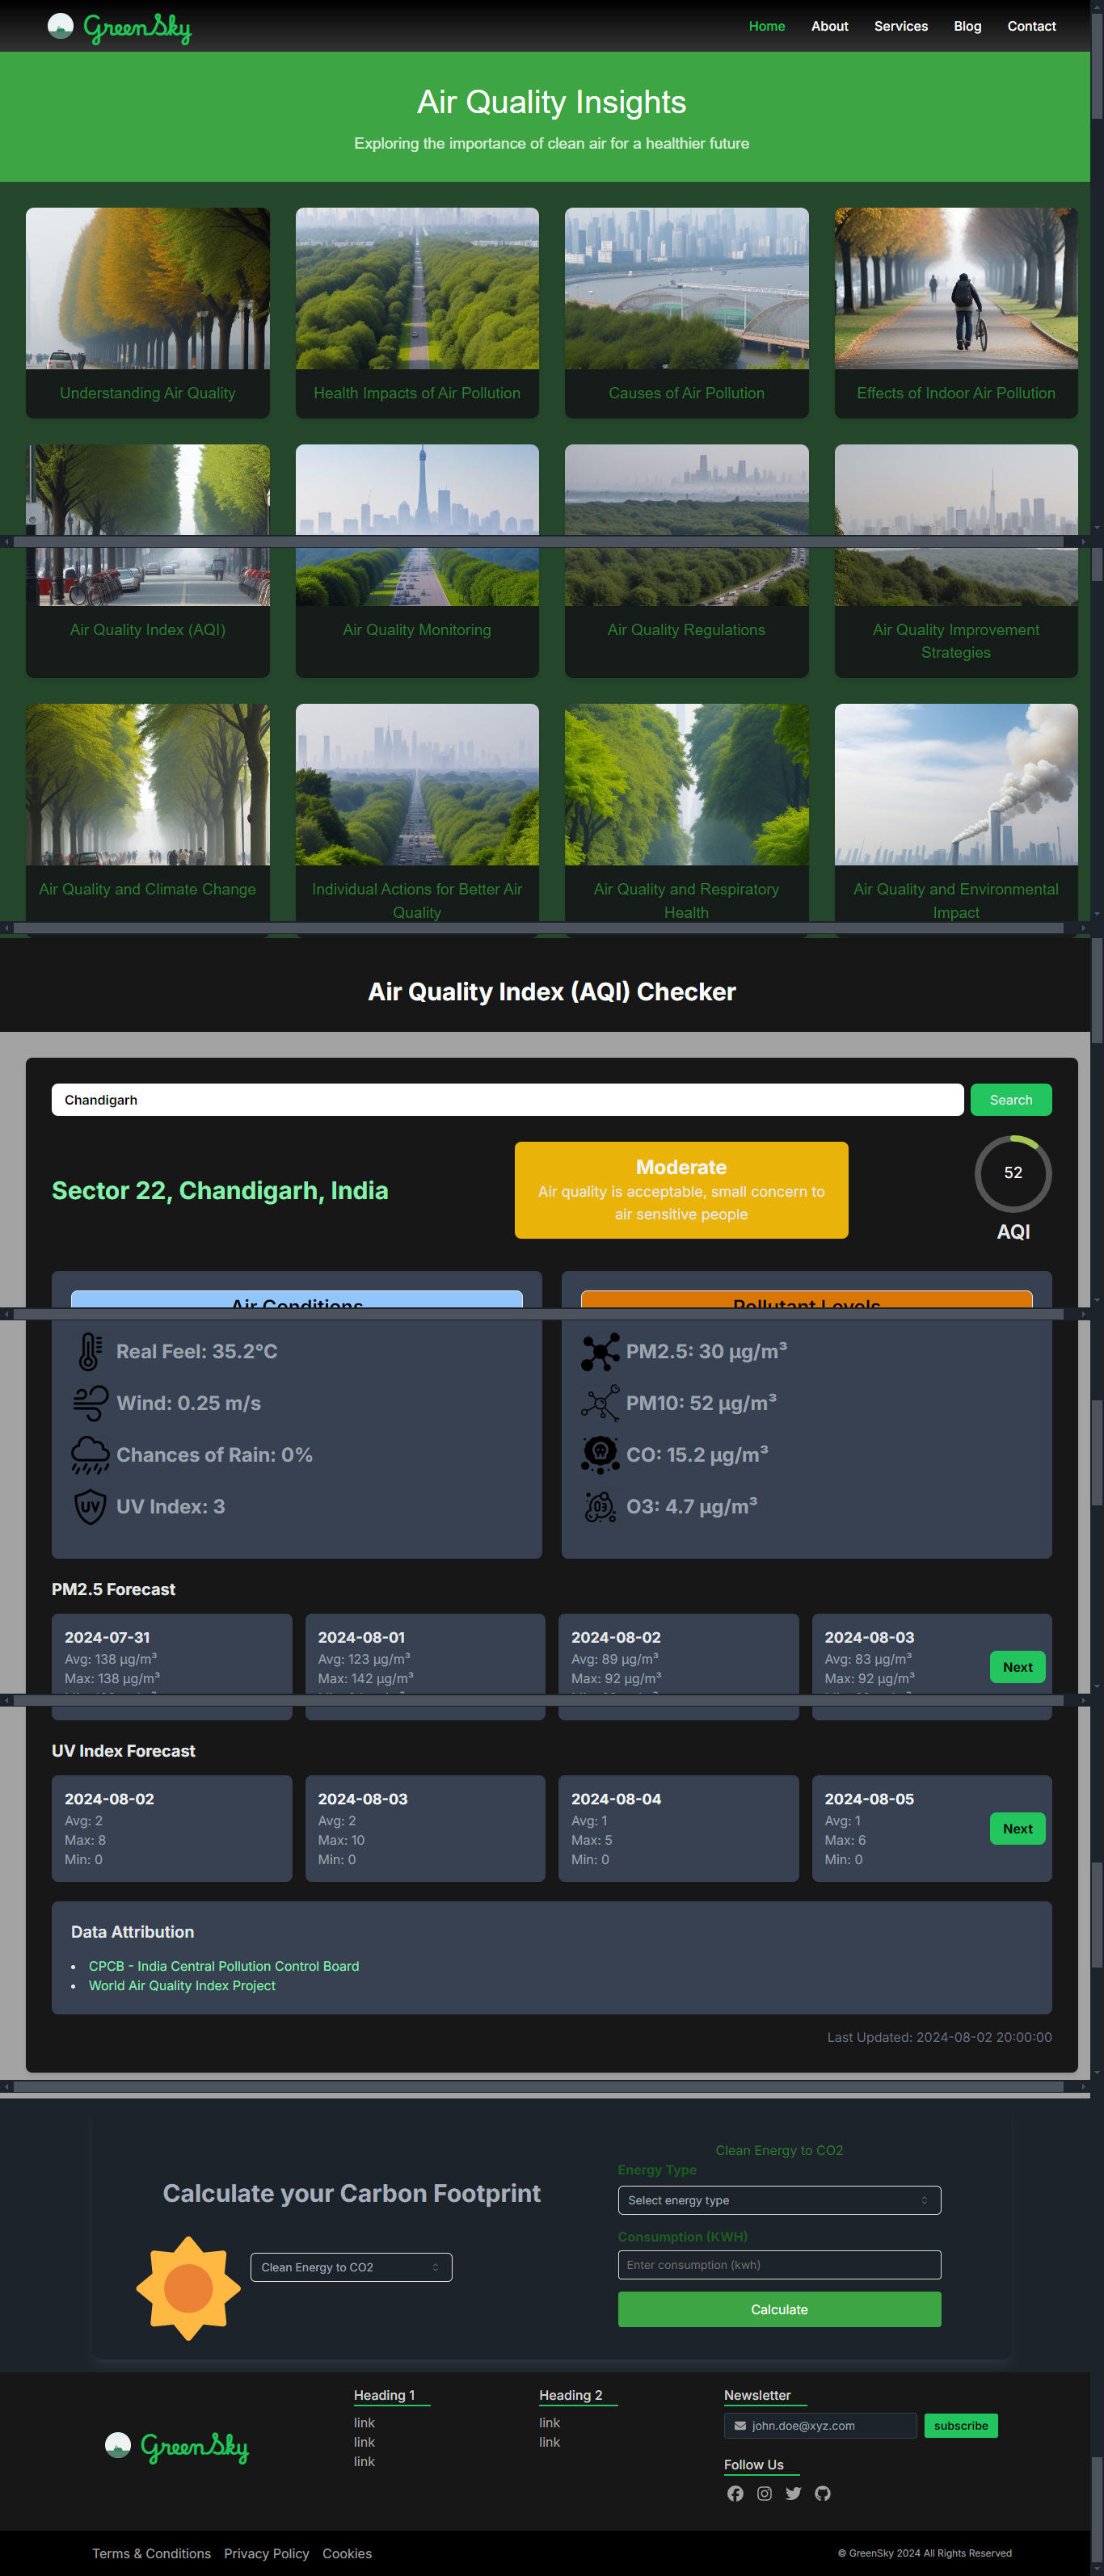 GreenSky
Home About Services Blog Contact
Air Quality Insights
Exploring the importance of clean air for a healthier future
Understanding Air Quality
Health Impacts of Air Pollution
Causes of Air Pollution
Effects of Indoor Air Pollution
Air Quality Index (AQI)
Air Quality Monitoring
Air Quality Regulations
Air Quality Improvement
Strategies
Air Quality and Climate Change
Individual Actions for Better Air
Quality
Air Quality and Respiratory
Health
Air Quality and Environmental
Impact
Air Quality Index (AQI) Checker
Chandigarh
Search
Sector 22, Chandigarh, India
Moderate
Air quality is acceptable, small concern to
air sensitive people
52
AQI
Air Conditions
Real Feel: 35.2°C
Wind: 0.25 m/s
Chances of Rain: 0%
UV
UV Index: 3
Pollutant Levels
PM2.5: 30 µg/m³
PM10: 52 µg/m³
CO: 15.2 µg/m³
O3
O3: 4.7 µg/m³
PM2.5 Forecast
2024-07-31
Avg: 138 µg/m³
Max: 138 µg/m³
2024-08-01
Avg: 123 µg/m³
Max: 142 µg/m³
2024-08-02
Avg: 89 µg/m³
Max: 92 µg/m³
2024-08-03
Avg: 83 µg/m³
Max: 92 µg/m³
Next
UV Index Forecast
2024-08-02
Avg: 2
Max: 8
Min: 0
2024-08-03
Avg: 2
Max: 10
Min: 0
2024-08-04
Avg: 1
Max: 5
Min: 0
2024-08-05
Avg: 1
Max: 6
Min: 0
Next
Data Attribution
CPCB - India Central Pollution Control Board
World Air Quality Index Project
Last Updated: 2024-08-02 20:00:00
Calculate your Carbon Footprint
Clean Energy to CO2
Clean Energy to CO2
Energy Type
Select energy type
Consumption (KWH)
Enter consumption (kwh)
Calculate
GreenSky
Heading 1
link
link
link
Heading 2
link
link
Newsletter
john.doe@xyz.com
subscribe
Follow Us
Terms & Conditions Privacy Policy Cookies
© GreenSky 2024 All Rights Reserved